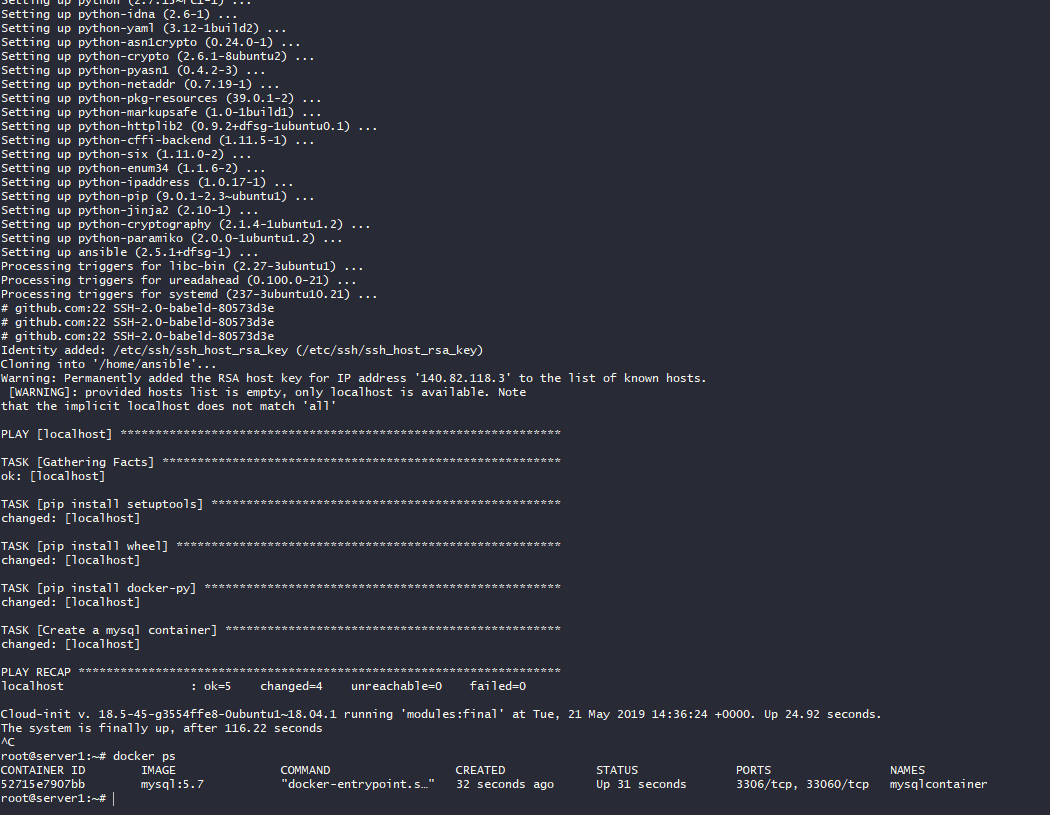 Setting up python (2.7.15~rc1-1) ...
Setting up python-idna (2.6-1) ...
Setting up python-yaml (3.12-1build2) ...
Setting up python-asn1crypto (0.24.0-1) ...
Setting up python-crypto (2.6.1-8ubuntu2) ...
Setting up python-pyasn1 (0.4.2-3) ...
Setting up python-netaddr (0.7.19-1) ...
Setting up python-pkg-resources (39.0.1-2) ...
Setting up python-markupsafe (1.0-1build1) ...
Setting up python-httplib2 (0.9.2+dfsg-1ubuntu0.1) ...
Setting up python-cffi-backend (1.11.5-1) ...
Setting up python-six (1.11.0-2) ...
Setting up python-enum34 (1.1.6-2) ...
Setting up python-ipaddress (1.0.17-1) ...
Setting up python-pip (9.0.1-2.3~ubuntu1) ...
Setting up python-jinja2 (2.10-1) ...
Setting up python-cryptography (2.1.4-1ubuntu1.2) ...
Setting up python-paramiko (2.0.0-1ubuntu1.2) ...
Setting up ansible (2.5.1+dfsg-1) ...
Processing triggers for libc-bin (2.27-3ubuntu1) ...
Processing triggers for ureadahead (0.100.0-21) ...
Processing triggers for systemd (237-3ubuntu10.21) ...
# github.com:22 SSH-2.0-babeld-80573d3e
# github.com:22 SSH-2.0-babeld-80573d3e
# github.com:22 SSH-2.0-babeld-80573d3e
Identity added: /etc/ssh/ssh_host_rsa_key (/etc/ssh/ssh_host_rsa_key)
Cloning into '/home/ansible'...
Warning: Permanently added the RSA host key for IP address '140.82.118.3' to the list of known hosts.
 [WARNING]: provided hosts list is empty, only localhost is available. Note
that the implicit localhost does not match 'all'
PLAY [localhost] ***************************************************************
TASK [Gathering Facts] *********************************************************
ok: [localhost]
TASK [pip install setuptools] **************************************************
changed: [localhost]
TASK [pip install wheel] *******************************************************
changed: [localhost]
TASK [pip install docker-py] ***************************************************
changed: [localhost]
TASK [Create a mysql container] ************************************************
changed: [localhost]
PLAY RECAP *********************************************************************
localhost                  : ok=5    changed=4    unreachable=0    failed=0
Cloud-init v. 18.5-45-g3554ffe8-0ubuntu1~18.04.1 running 'modules:final' at Tue, 21 May 2019 14:36:24 +0000. Up 24.92 seconds.
The system is finally up, after 116.22 seconds
^C
root@server1:~# docker ps
CONTAINER ID        IMAGE               COMMAND                  CREATED             STATUS              PORTS                 NAMES
52715e7907bb        mysql:5.7           "docker-entrypoint.s…"   32 seconds ago      Up 31 seconds       3306/tcp, 33060/tcp   mysqlcontainer
root@server1:~#